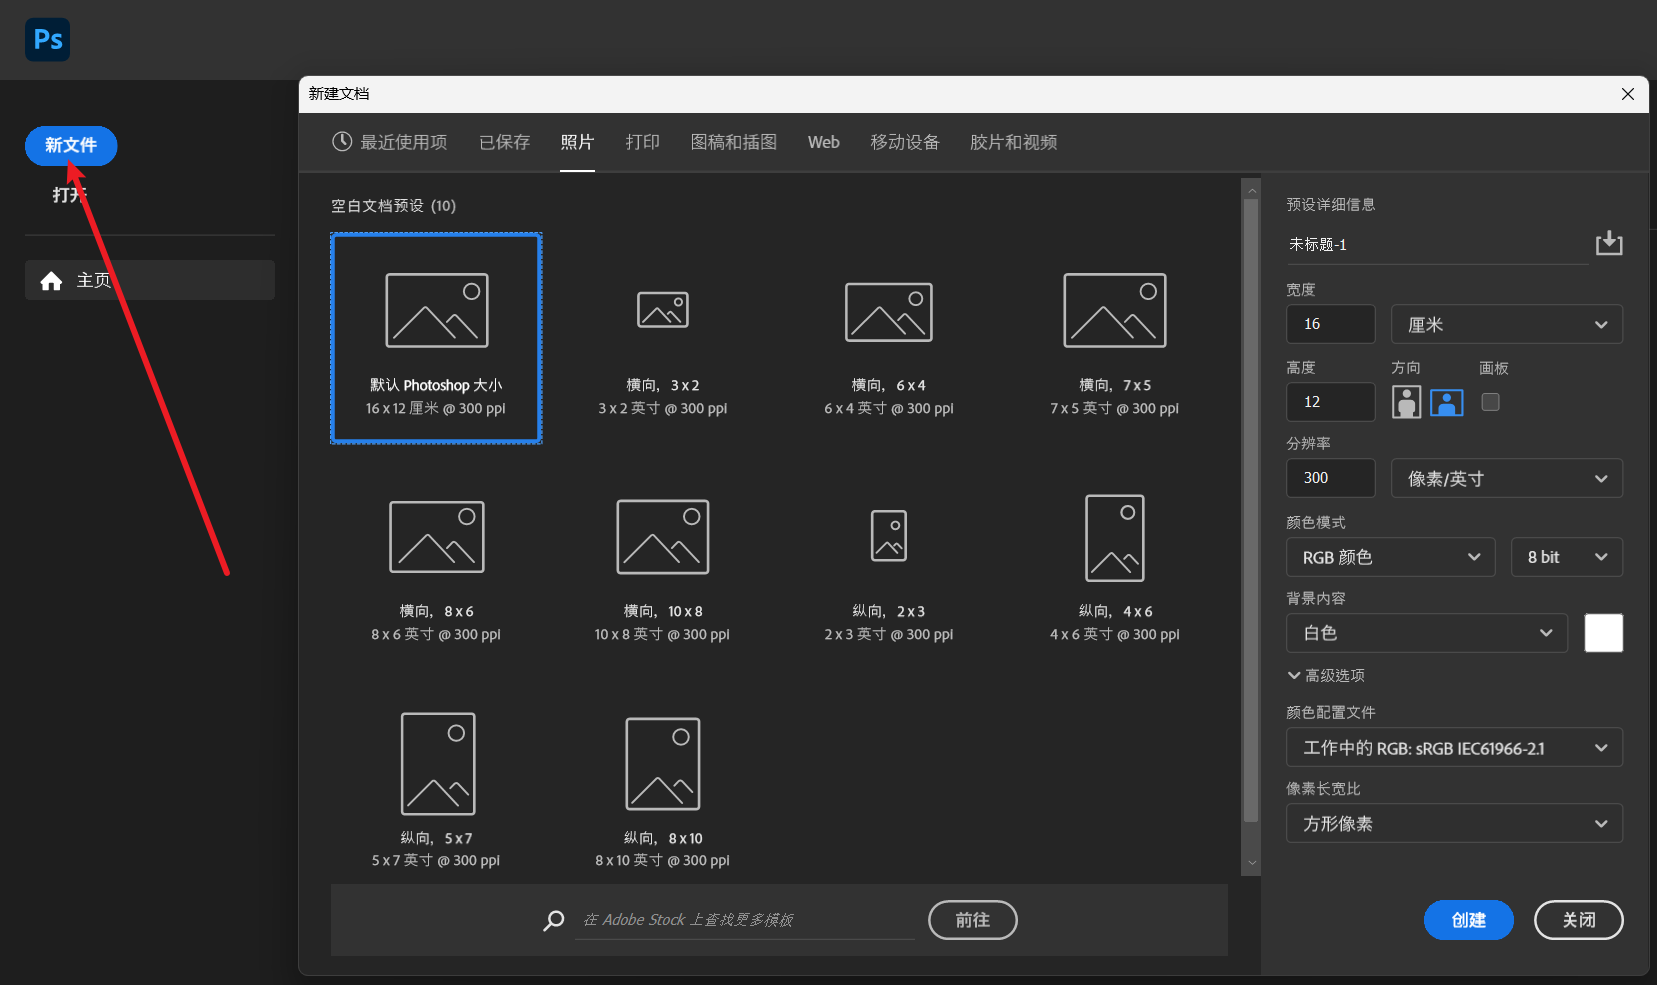 Ps
新建文档
新文件
打开
主页
最近使用项 已保存 照片 打印 图稿和插图 Web 移动设备 胶片和视频
空白文档预设 (10)
默认 Photoshop 大小
16 x 12 厘米 @ 300 ppi
横向, 3 x 2
3 x 2 英寸 @ 300 ppi
横向, 6 x 4
6 x 4 英寸 @ 300 ppi
横向, 7 x 5
7 x 5 英寸 @ 300 ppi
横向, 8 x 6
8 x 6 英寸 @ 300 ppi
横向, 10 x 8
10 x 8 英寸 @ 300 ppi
纵向, 2 x 3
2 x 3 英寸 @ 300 ppi
纵向, 4 x 6
4 x 6 英寸 @ 300 ppi
纵向, 5 x 7
5 x 7 英寸 @ 300 ppi
纵向, 8 x 10
8 x 10 英寸 @ 300 ppi
在 Adobe Stock 上查找更多模板
前往
预设详细信息
未标题-1
宽度
16 厘米
高度 方向 画板
12
分辨率
300 像素/英寸
颜色模式
RGB 颜色 8 bit
背景内容
白色
高级选项
颜色配置文件
工作中的 RGB: sRGB IEC61966-2.1
像素长宽比
方形像素
创建 关闭